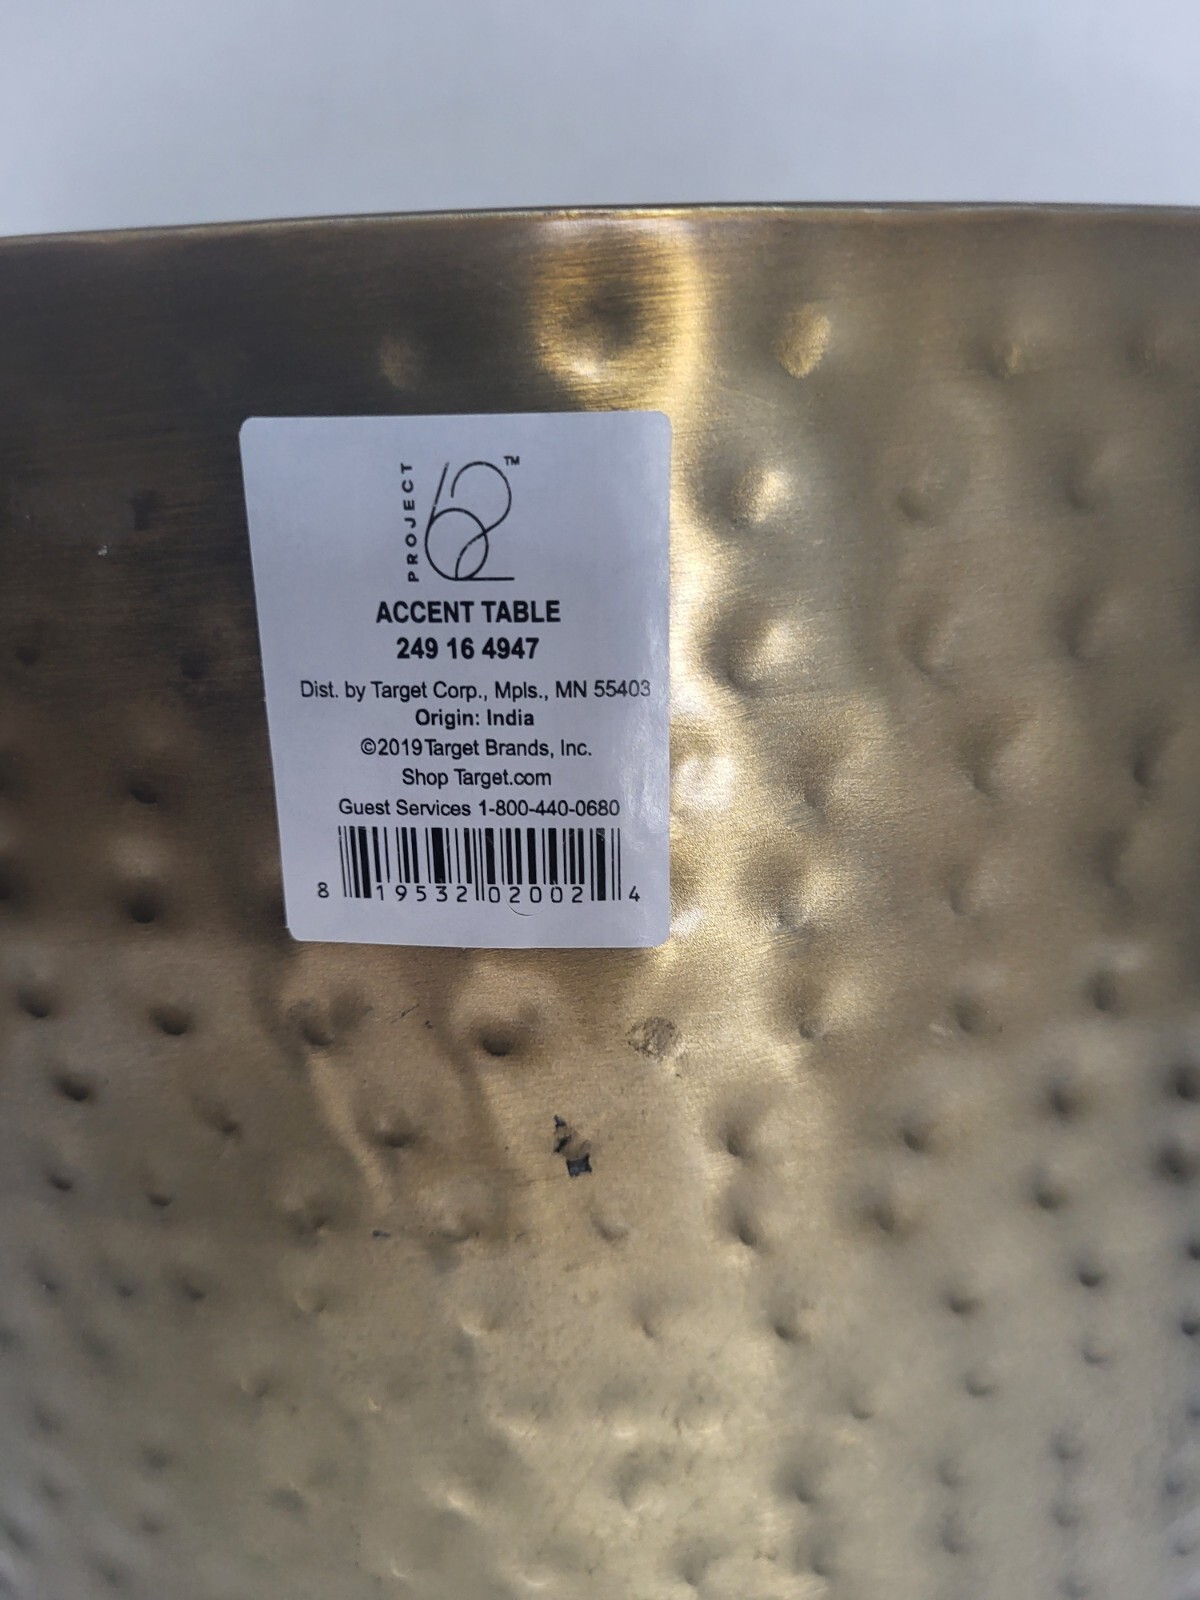 PROJECT 62™
ACCENT TABLE
249 16 4947
Dist. by Target Corp., Mpls., MN 55403
Origin: India
©2019 Target Brands, Inc.
Shop Target.com
Guest Services 1-800-440-0680
8 19532 02002 4